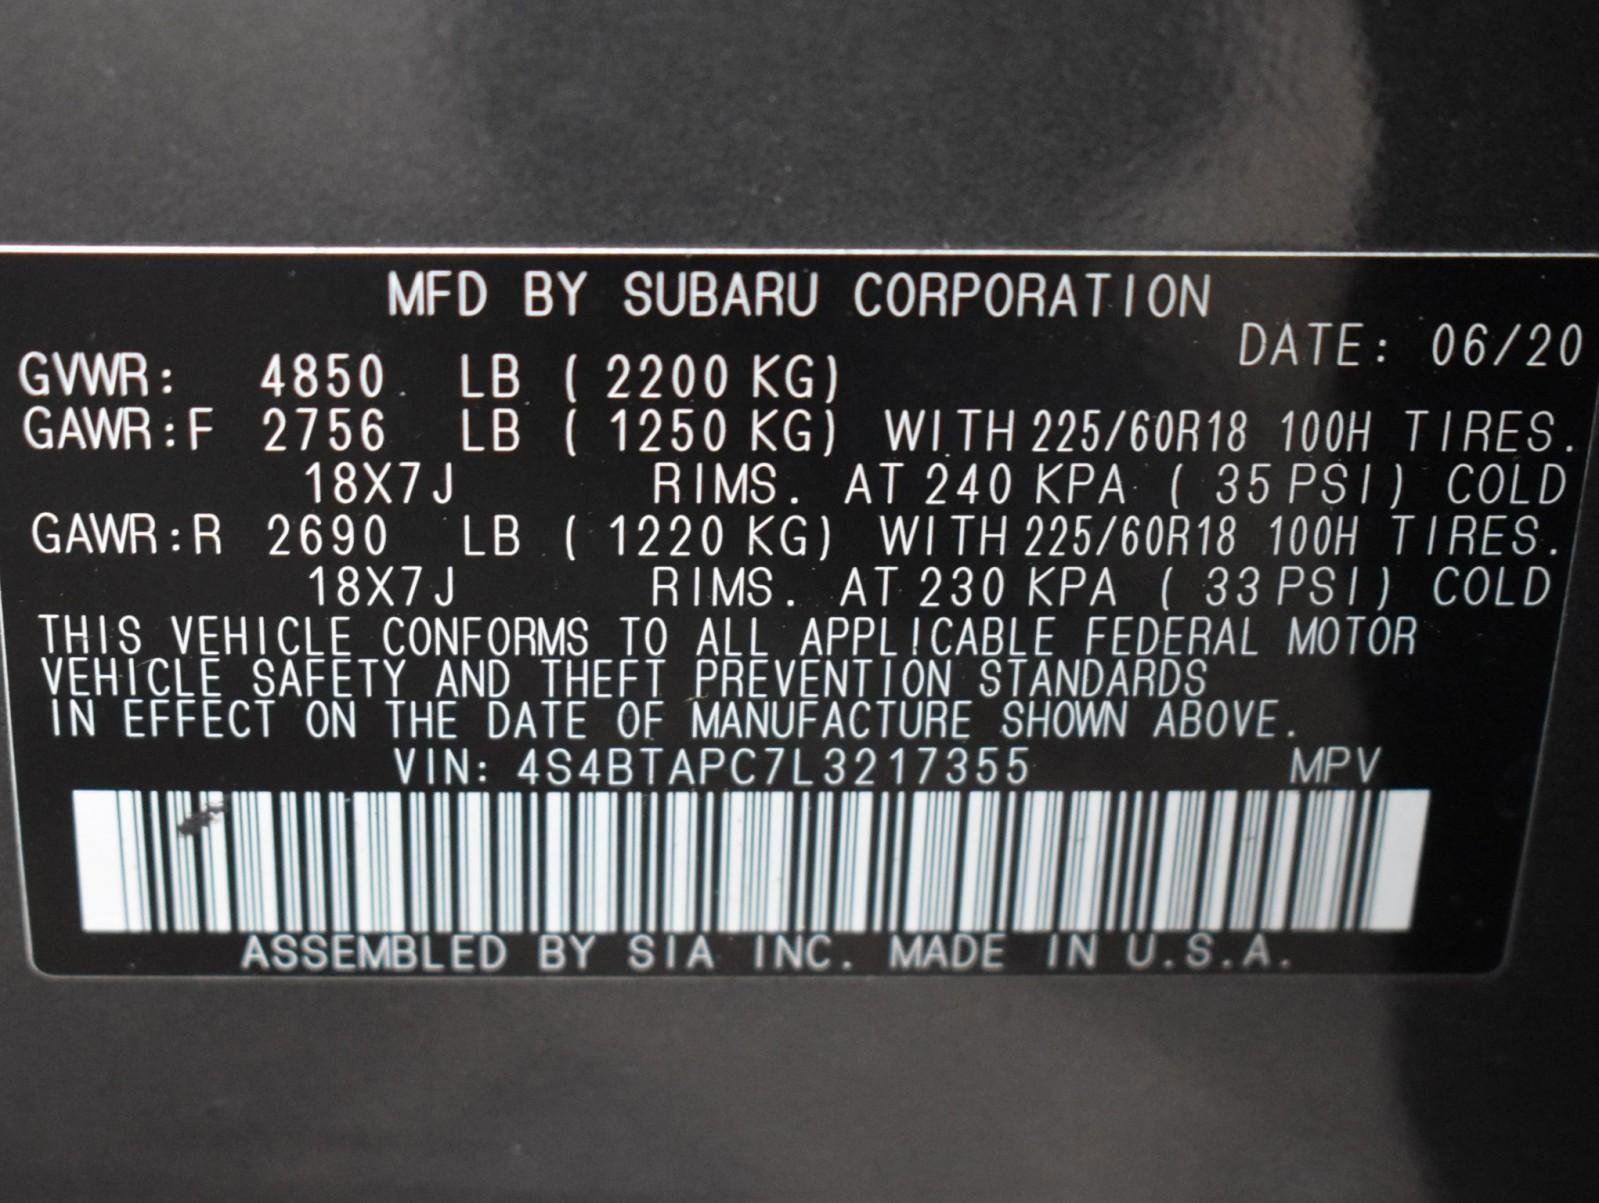 MFD BY SUBARU CORPORATION
DATE: 06/20
GVWR: 4850 LB ( 2200 KG)
GAWR:F 2756 LB ( 1250 KG) WITH 225/60R18 100H TIRES.
18X7J RIMS. AT 240 KPA ( 35 PSI) COLD
GAWR:R 2690 LB ( 1220 KG) WITH 225/60R18 100H TIRES.
18X7J RIMS. AT 230 KPA ( 33 PSI) COLD
THIS VEHICLE CONFORMS TO ALL APPLICABLE FEDERAL MOTOR
VEHICLE SAFETY AND THEFT PREVENTION STANDARDS
IN EFFECT ON THE DATE OF MANUFACTURE SHOWN ABOVE.
VIN: 4S4BTAPC7L3217355 MPV
ASSEMBLED BY SIA INC. MADE IN U.S.A.